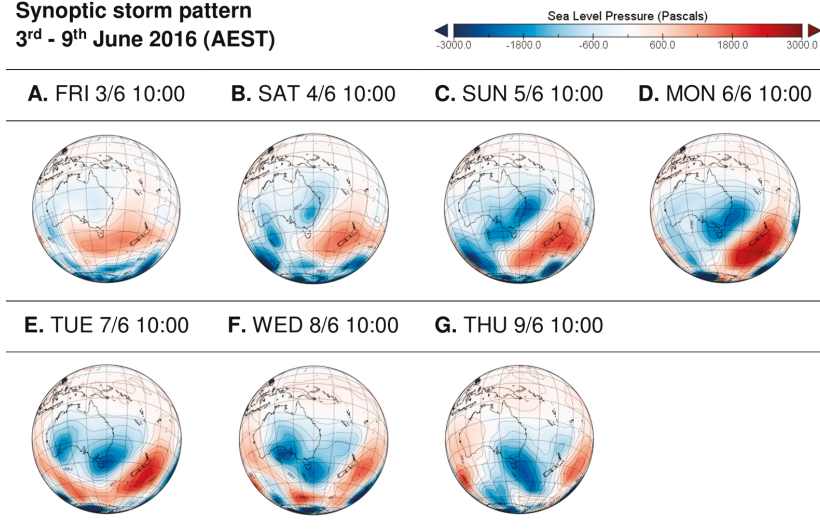 Synoptic storm pattern
3rd - 9th June 2016 (AEST)
Sea Level Pressure (Pascals)
-3000.0 -1800.0 -600.0 600.0 1800.0 3000.0
A. FRI 3/6 10:00 B. SAT 4/6 10:00 C. SUN 5/6 10:00 D. MON 6/6 10:00
E. TUE 7/6 10:00 F. WED 8/6 10:00 G. THU 9/6 10:00